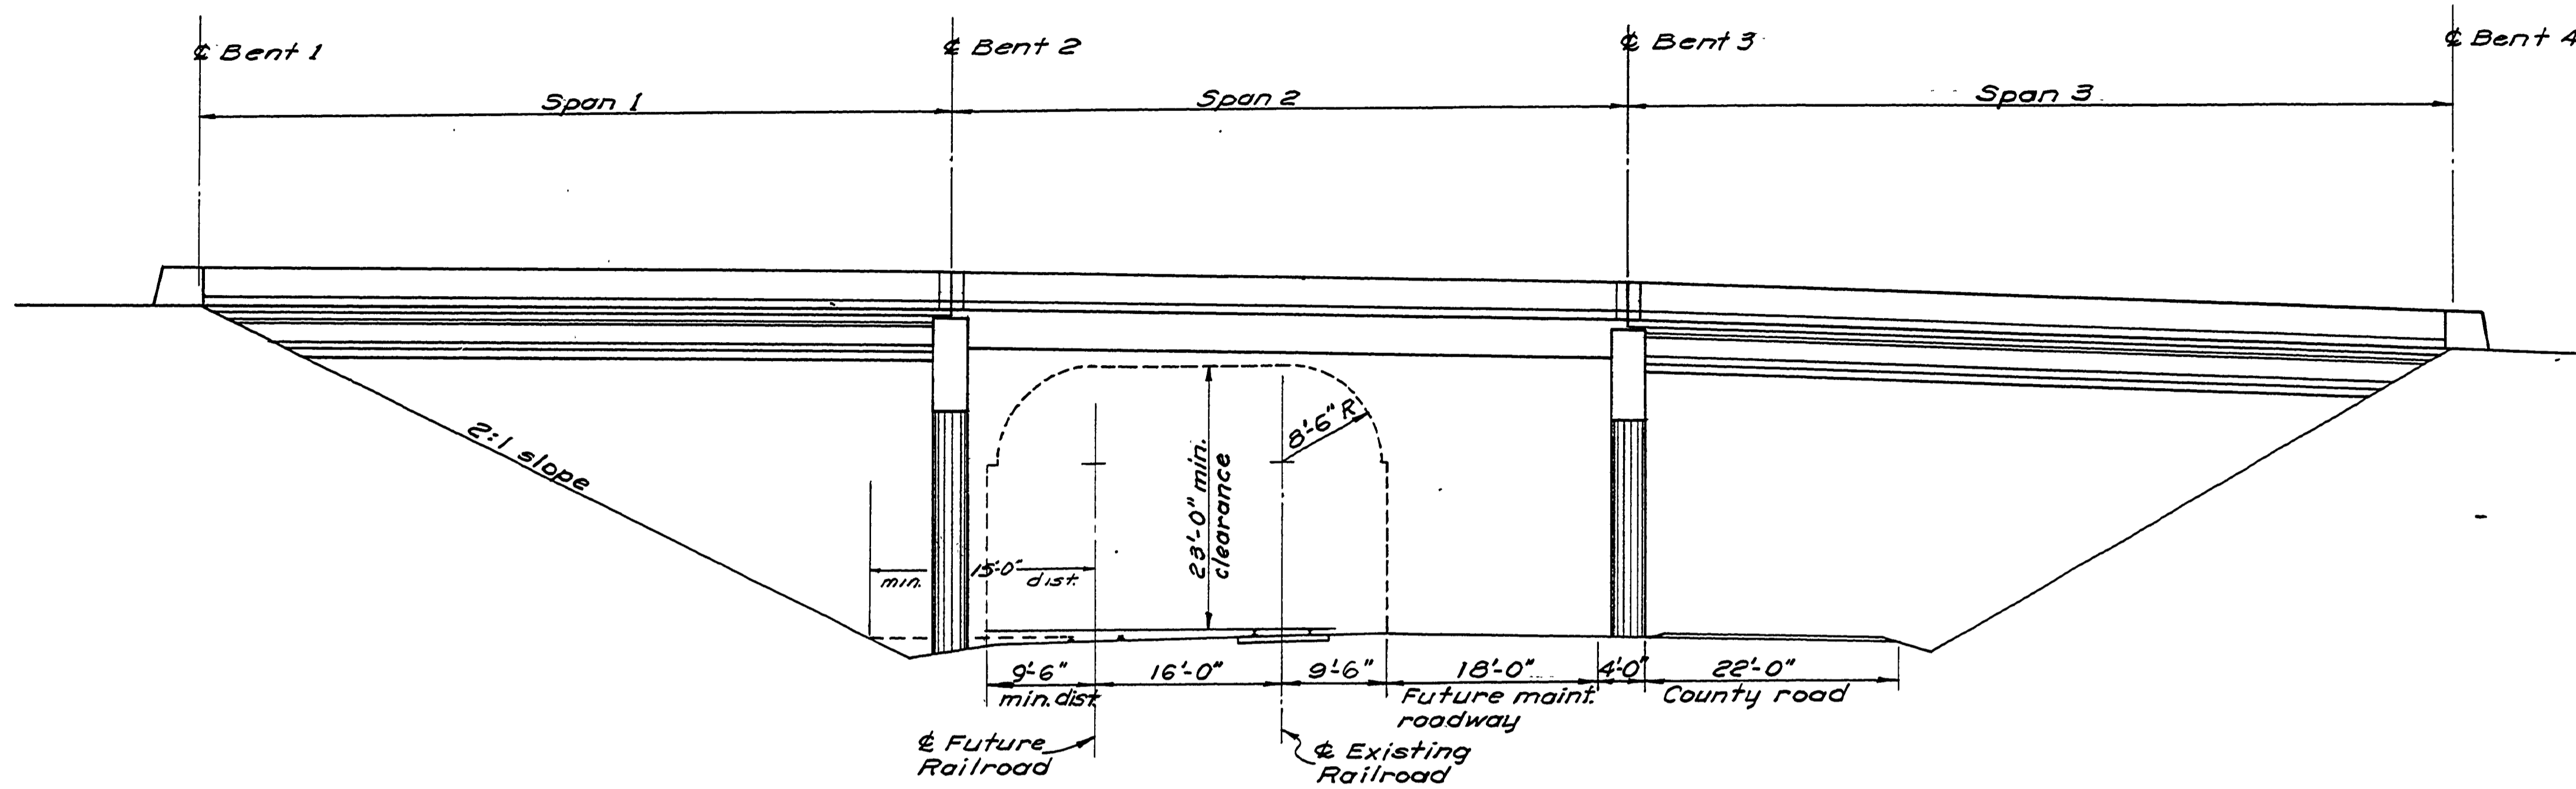 ℄ Bent 1
℄ Bent 2
℄ Bent 3
℄ Bent 4
Span 1
Span 2
Span 3
2:1 slope
8'-6" R
23'-0" min.
clearance
min.
15'-0"
dist.
9'-6"
16'-0"
9'-6"
18'-0"
4'-0"
22'-0"
min. dist.
Future maint.
roadway
County road
℄ Future
Railroad
℄ Existing
Railroad